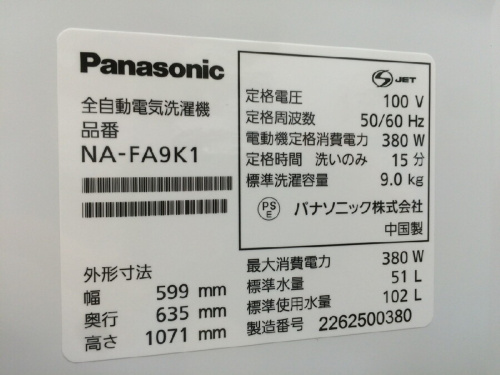 Panasonic
全自動電気洗濯機
品番
NA-FA9K1
外形寸法
幅 599 mm
奥行 635 mm
高さ 1071 mm
JET
定格電圧 100 V
定格周波数 50/60 Hz
電動機定格消費電力 380 W
定格時間 洗いのみ 15 分
標準洗濯容量 9.0 kg
PS
E
パナソニック株式会社
中国製
最大消費電力 380 W
標準水量 51 L
標準使用水量 102 L
製造番号 2262500380